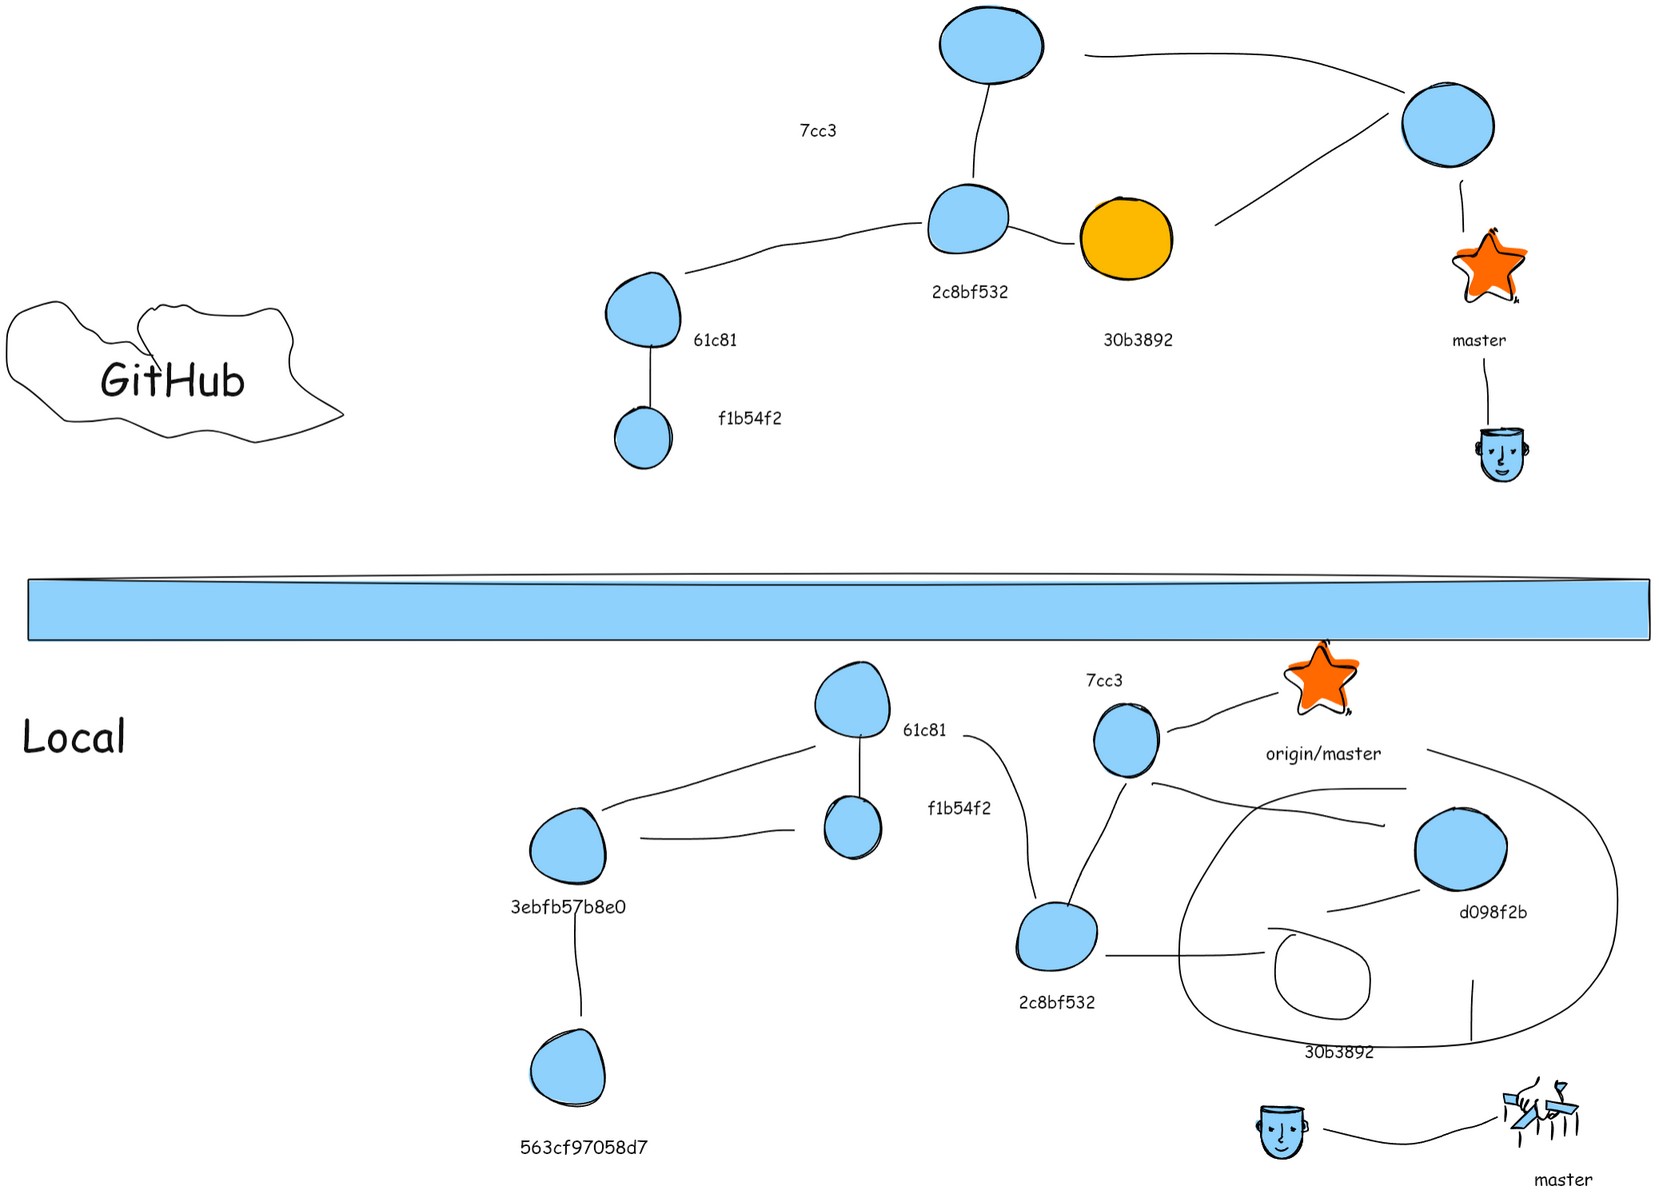 7cc3
2c8bf532
61c81
30b3892
master
GitHub
f1b54f2
7cc3
61c81
Local
origin/master
f1b54f2
3ebfb57b8e0
d098f2b
2c8bf532
30b3892
563cf97058d7
master